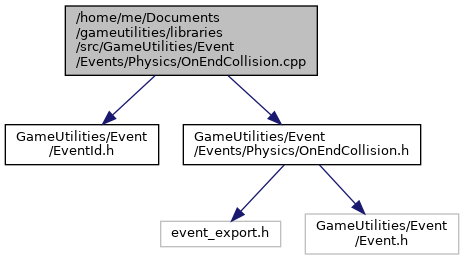 /home/me/Documents
/gameutilities/libraries
/src/GameUtilities/Event
/Events/Physics/OnEndCollision.cpp
GameUtilities/Event
/EventId.h
GameUtilities/Event
/Events/Physics/OnEndCollision.h
event_export.h
GameUtilities/Event
/Event.h